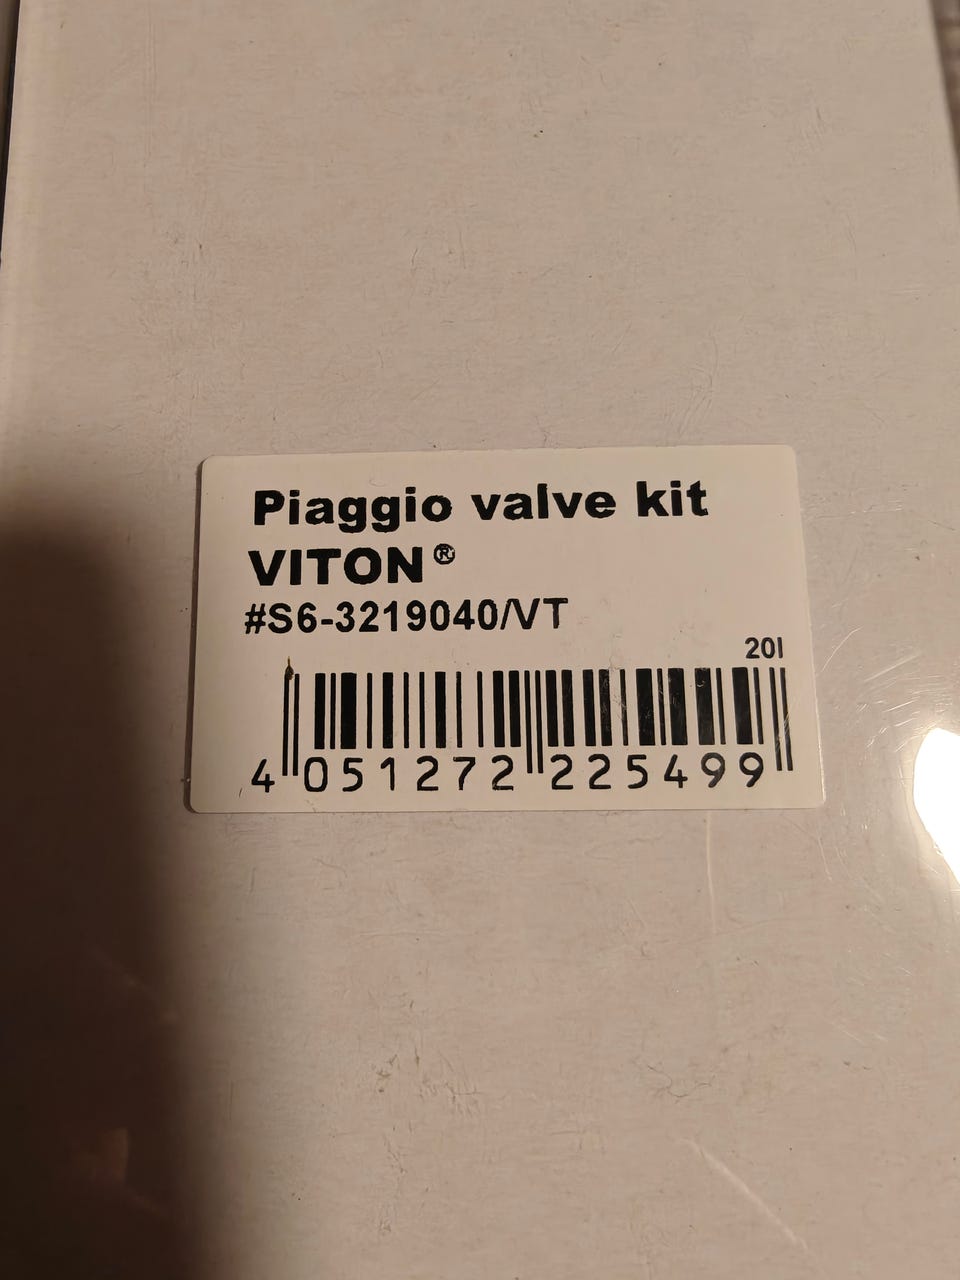 Piaggio valve kit
VITON®
#S6-3219040/VT
20I
4 051272 225499